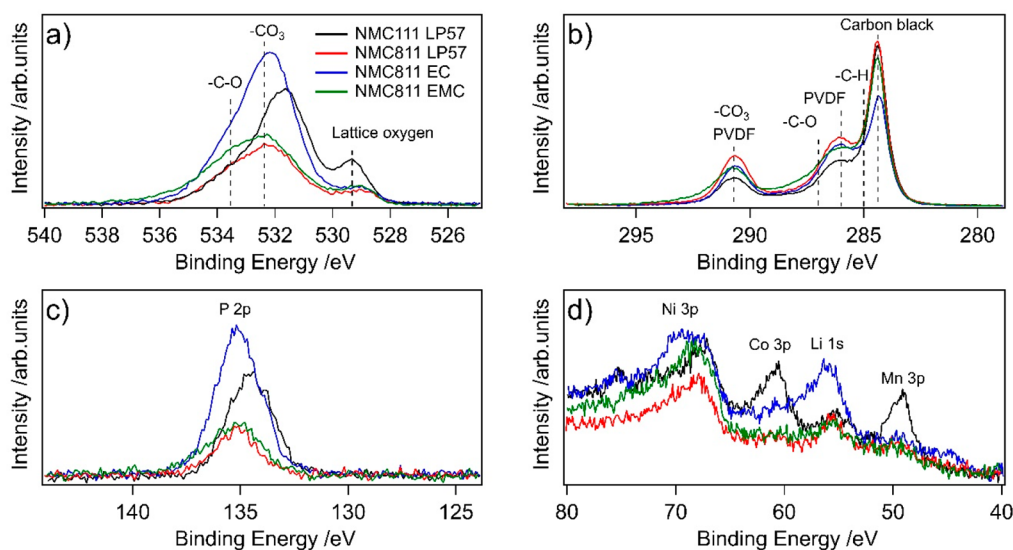 a)
-CO₃
-C-O
Lattice oxygen
NMC111 LP57
NMC811 LP57
NMC811 EC
NMC811 EMC
Intensity /arb.units
540 538 536 534 532 530 528 526
Binding Energy /eV
b)
Carbon black
-C-H
-CO₃ PVDF
PVDF
-C-O
Intensity /arb.units
295 290 285 280
Binding Energy /eV
c)
P 2p
Intensity /arb.units
140 135 130 125
Binding Energy /eV
d)
Ni 3p
Co 3p
Li 1s
Mn 3p
Intensity /arb.units
80 70 60 50 40
Binding Energy /eV